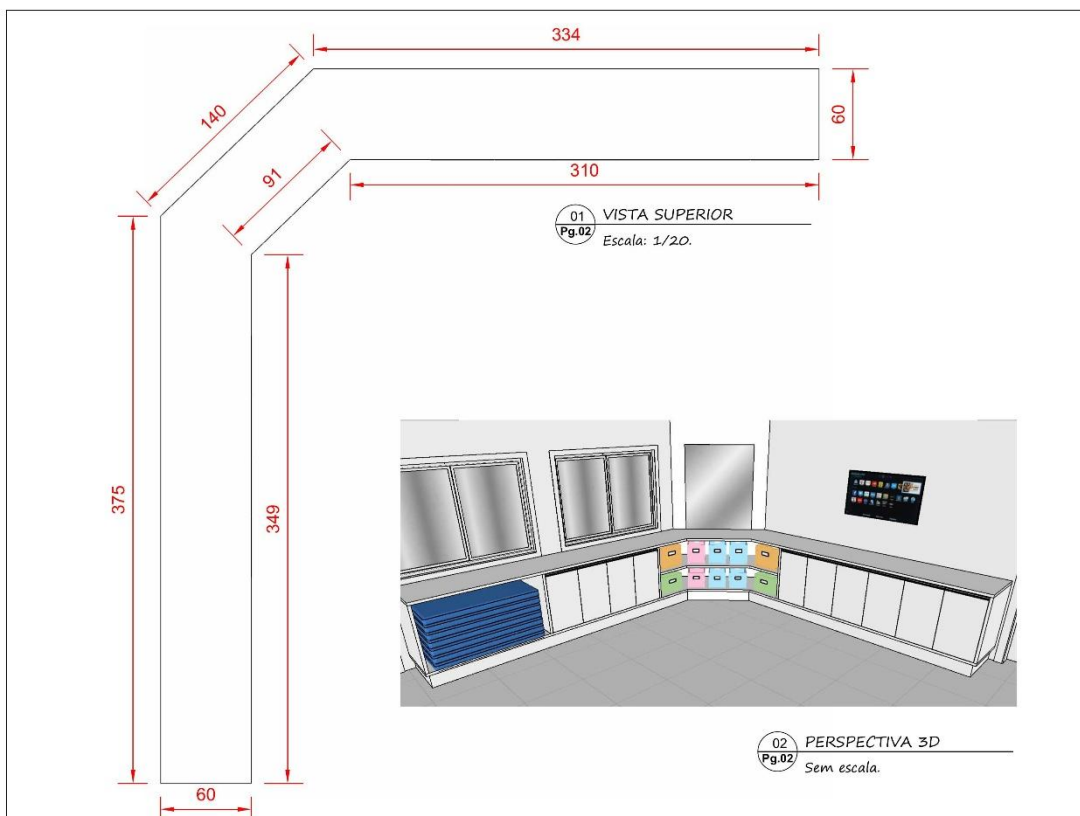 334
140
60
91
310
01 VISTA SUPERIOR
Pg.02
Escala: 1/20.
375
349
60
02 PERSPECTIVA 3D
Pg.02
Sem escala.